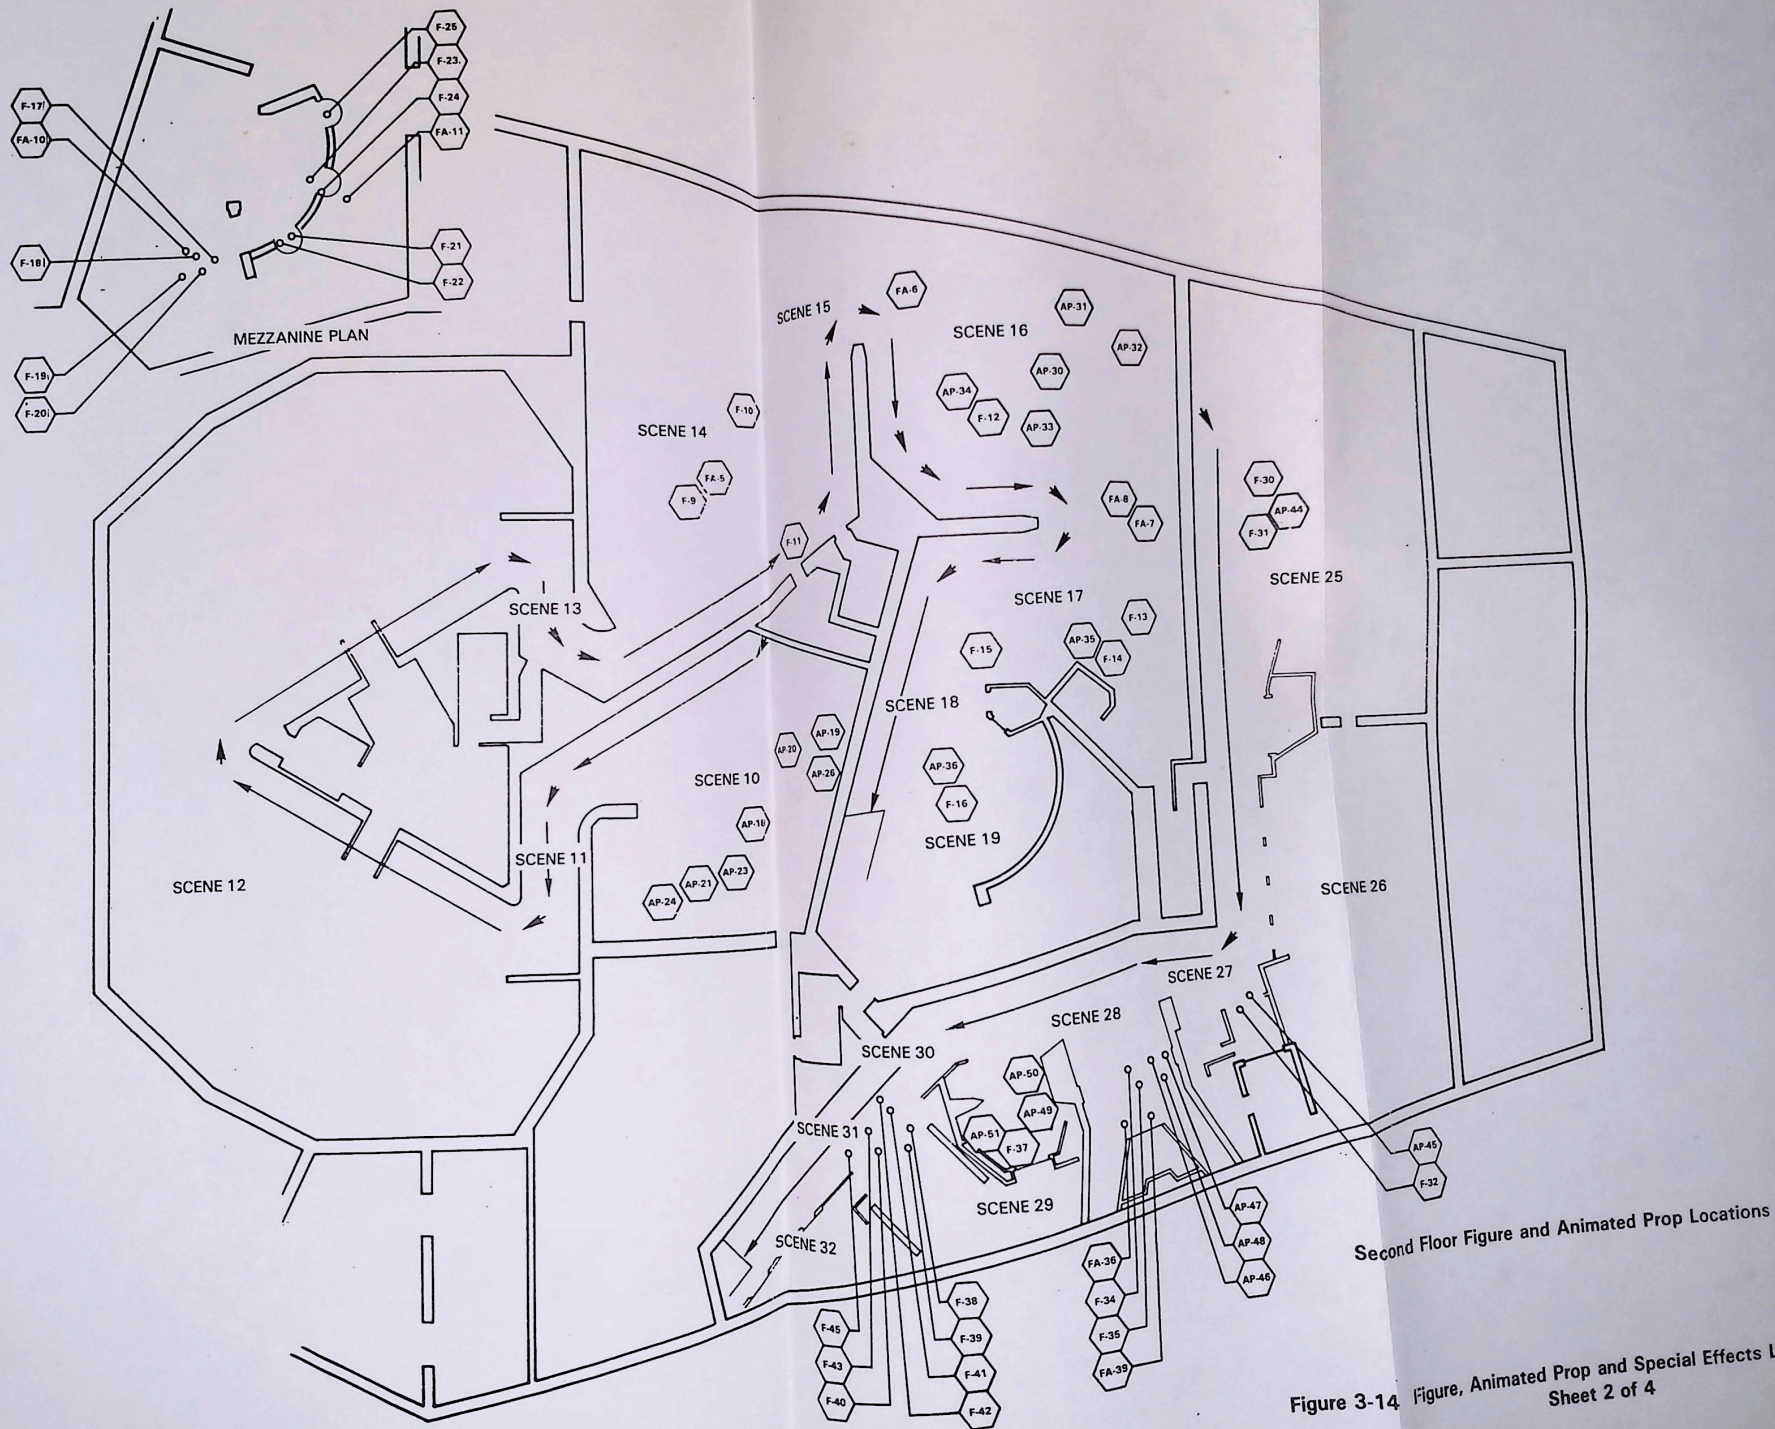 F-25
F-23
F-24
FA-11
F-17
FA-10
F-18
F-21
F-22
F-19
F-20
MEZZANINE PLAN
SCENE 15
FA-6
SCENE 16
AP-31
AP-32
AP-30
AP-34
F-12
AP-33
F-10
SCENE 14
FA-5
F-9
F-11
FA-8
FA-7
F-30
AP-44
F-31
SCENE 25
SCENE 13
SCENE 17
F-13
AP-35
F-14
F-15
SCENE 18
AP-19
AP-20
AP-26
SCENE 10
AP-36
F-16
AP-18
SCENE 19
SCENE 11
AP-23
AP-21
AP-24
SCENE 12
SCENE 26
SCENE 27
SCENE 28
SCENE 30
AP-50
AP-49
AP-51
F-37
SCENE 31
SCENE 29
SCENE 32
AP-45
F-32
AP-47
AP-48
AP-46
FA-36
F-34
F-35
FA-39
F-38
F-39
F-41
F-42
F-45
F-43
F-40
Second Floor Figure and Animated Prop Locations
Figure 3-14 Figure, Animated Prop and Special Effects L
Sheet 2 of 4